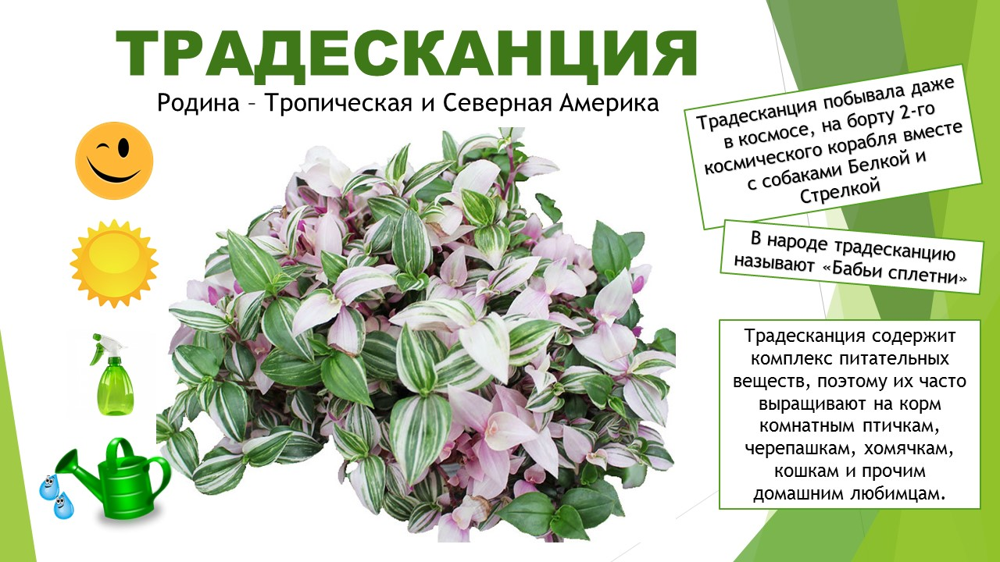 ТРАДЕСКАНЦИЯ
Родина – Тропическая и Северная Америка
Традесканция побывала даже
в космосе, на борту 2-го
космического корабля вместе
с собаками Белкой и
Стрелкой
В народе традесканцию
называют «Бабьи сплетни»
Традесканция содержит
комплекс питательных
веществ, поэтому их часто
выращивают на корм
комнатным птичкам,
черепашкам, хомячкам,
кошкам и прочим
домашним любимцам.